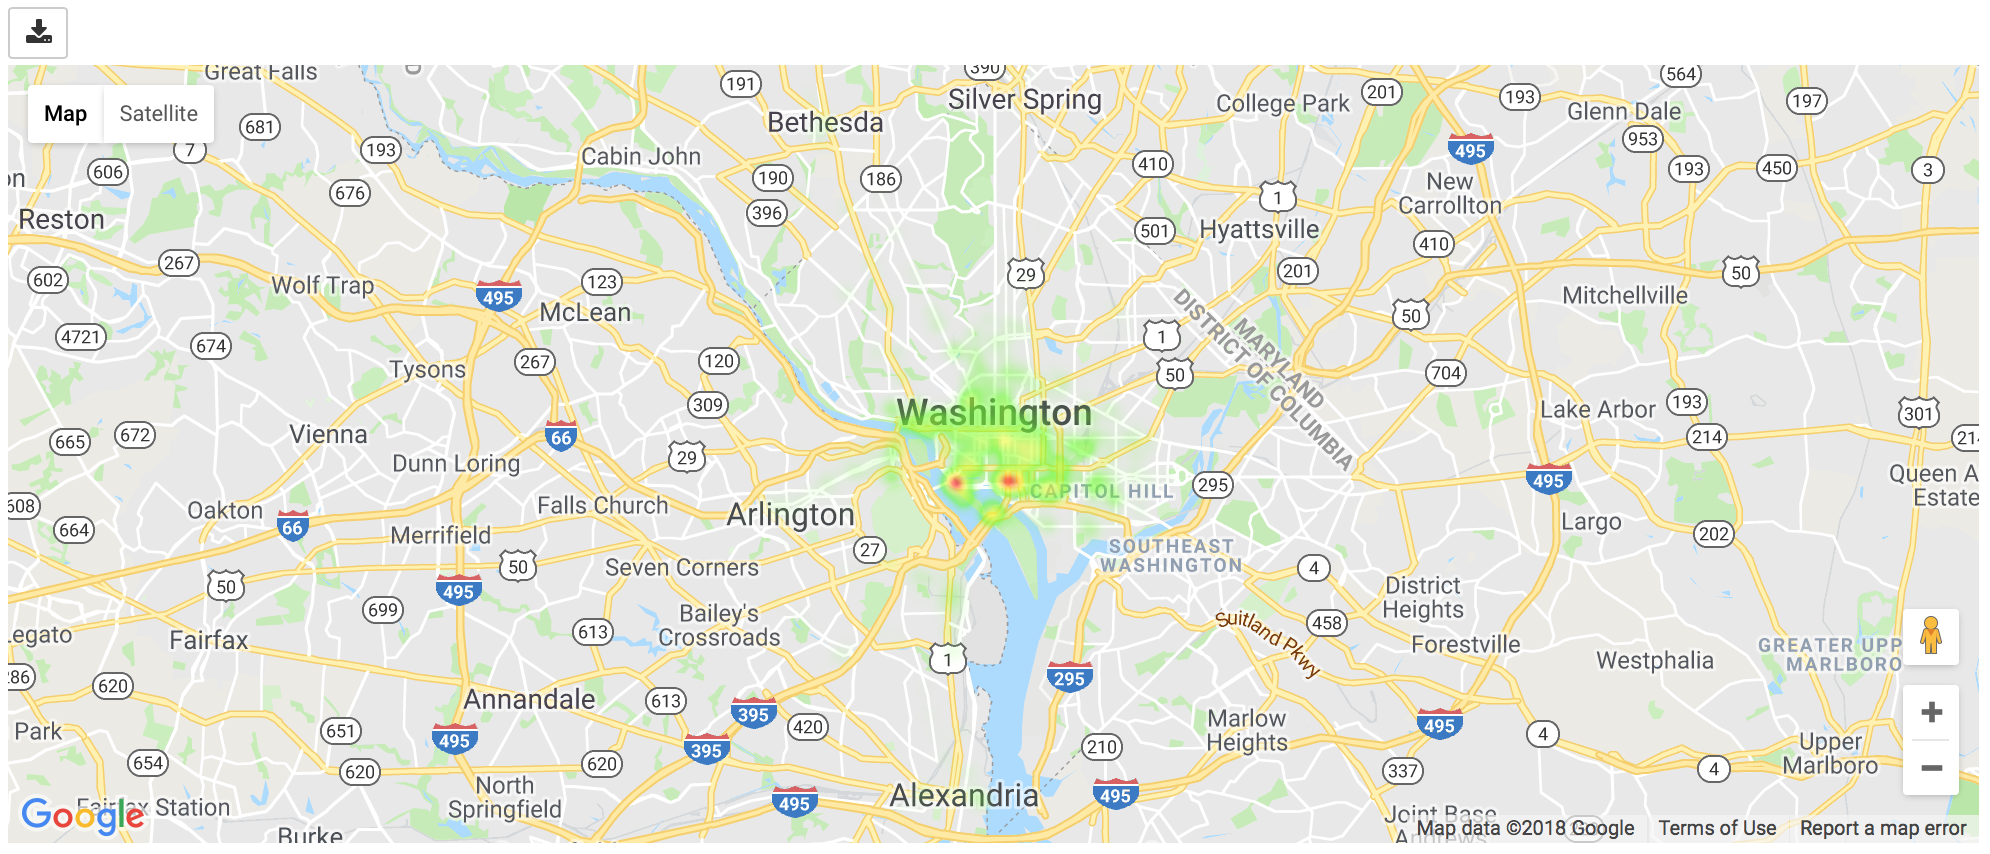 Great Falls
390
564
191
Silver Spring
College Park
201
193
197
Map
Satellite
Glenn Dale
Bethesda
681
953
7
193
Cabin John
495
606
410
193
450
3
on
676
190
186
New
Carrollton
1
Reston
396
501
Hyattsville
410
267
201
29
50
602
Wolf Trap
123
495
Mitchellville
McLean
50
DISTRICT OF COLUMBIA
MARYLAND
4721
674
1
Tysons
267
120
50
704
309
Washington
193
Lake Arbor
301
665
672
Vienna
66
214
214
29
Dunn Loring
Queen A
Estate
495
295
CAPITOL HILL
608
Oakton
Falls Church
Arlington
664
66
Merrifield
Largo
202
27
50
50
Seven Corners
SOUTHEAST
WASHINGTON
4
495
District
Heights
699
Bailey's
Crossroads
Legato
Fairfax
613
Suitland Pkwy
458
Forestville
GREATER UPP
MARLBORO
1
Westphalia
286
620
295
Annandale
613
395
Park
651
495
395
420
Marlow
Heights
495
4
210
Upper
Marlboro
654
620
620
337
4
North
Springfield
495
Alexandria
495
Google
Fairfax Station
Burke
Joint Base
Andrews
Map data ©2018 Google
Terms of Use
Report a map error